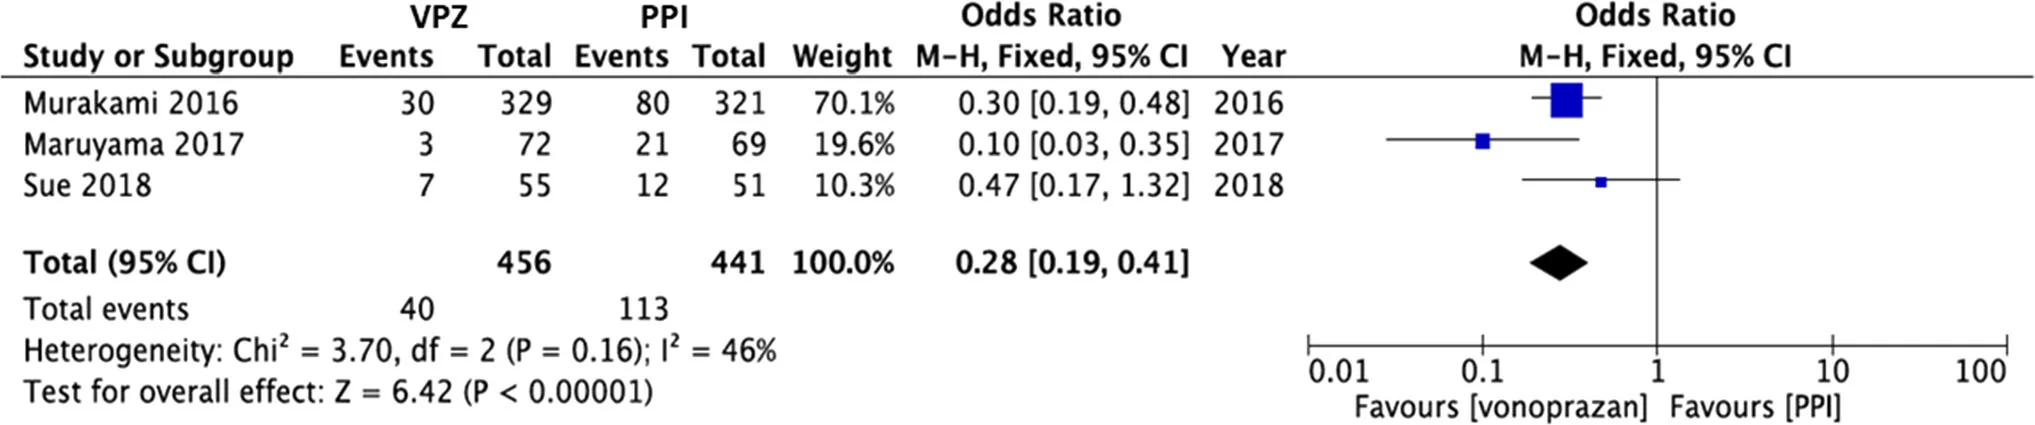 VPZ PPI Odds Ratio Odds Ratio
Study or Subgroup Events Total Events Total Weight M-H, Fixed, 95% CI Year M-H, Fixed, 95% CI
Murakami 2016 30 329 80 321 70.1% 0.30 [0.19, 0.48] 2016
Maruyama 2017 3 72 21 69 19.6% 0.10 [0.03, 0.35] 2017
Sue 2018 7 55 12 51 10.3% 0.47 [0.17, 1.32] 2018
Total (95% CI) 456 441 100.0% 0.28 [0.19, 0.41]
Total events 40 113
Heterogeneity: Chi² = 3.70, df = 2 (P = 0.16); I² = 46%
Test for overall effect: Z = 6.42 (P < 0.00001)
0.01 0.1 1 10 100
Favours [vonoprazan] Favours [PPI]